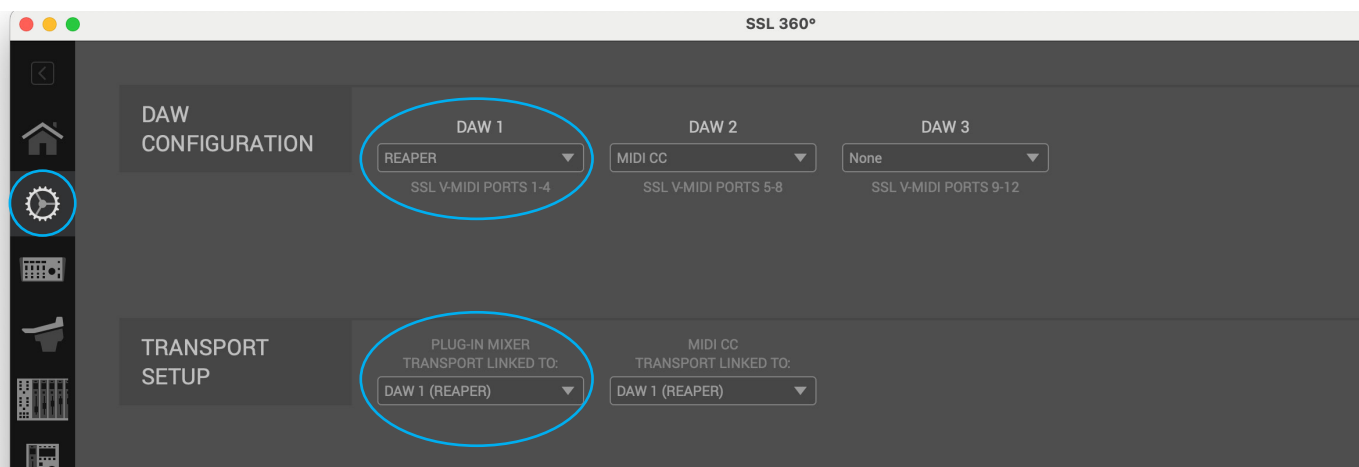 SSL 360°
DAW
CONFIGURATION
DAW 1
DAW 2
DAW 3
REAPER
MIDI CC
None
SSL V-MIDI PORTS 1-4
SSL V-MIDI PORTS 5-8
SSL V-MIDI PORTS 9-12
TRANSPORT
SETUP
PLUG-IN MIXER
TRANSPORT LINKED TO:
DAW 1 (REAPER)
MIDI CC
TRANSPORT LINKED TO:
DAW 1 (REAPER)